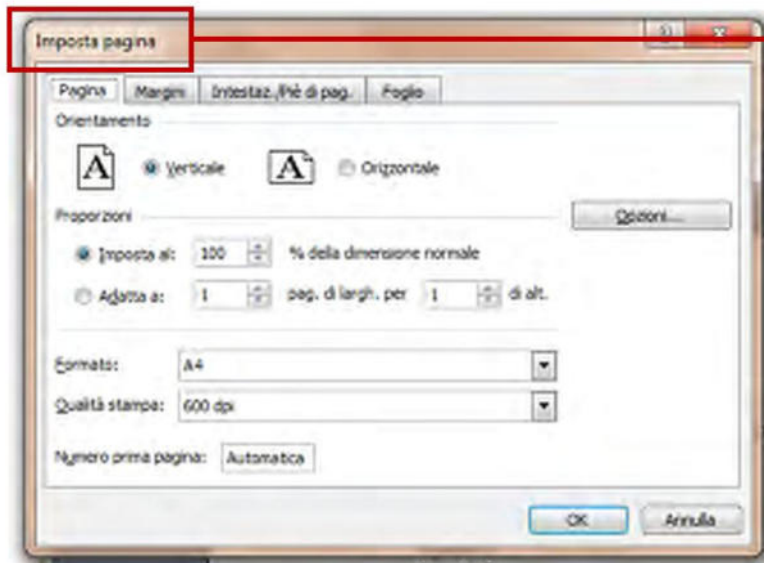 Imposta pagina
Pagina Margini Intestaz./Piè di pag. Foglio
Orientamento
A Verticale A Orizzontale
Proporzioni Opzioni...
Imposta al: 100 % della dimensione normale
Adatta a: 1 pag. di largh. per 1 di alt.
Formato: A4
Qualità stampa: 600 dpi
Numero prima pagina: Automatica
OK Annulla